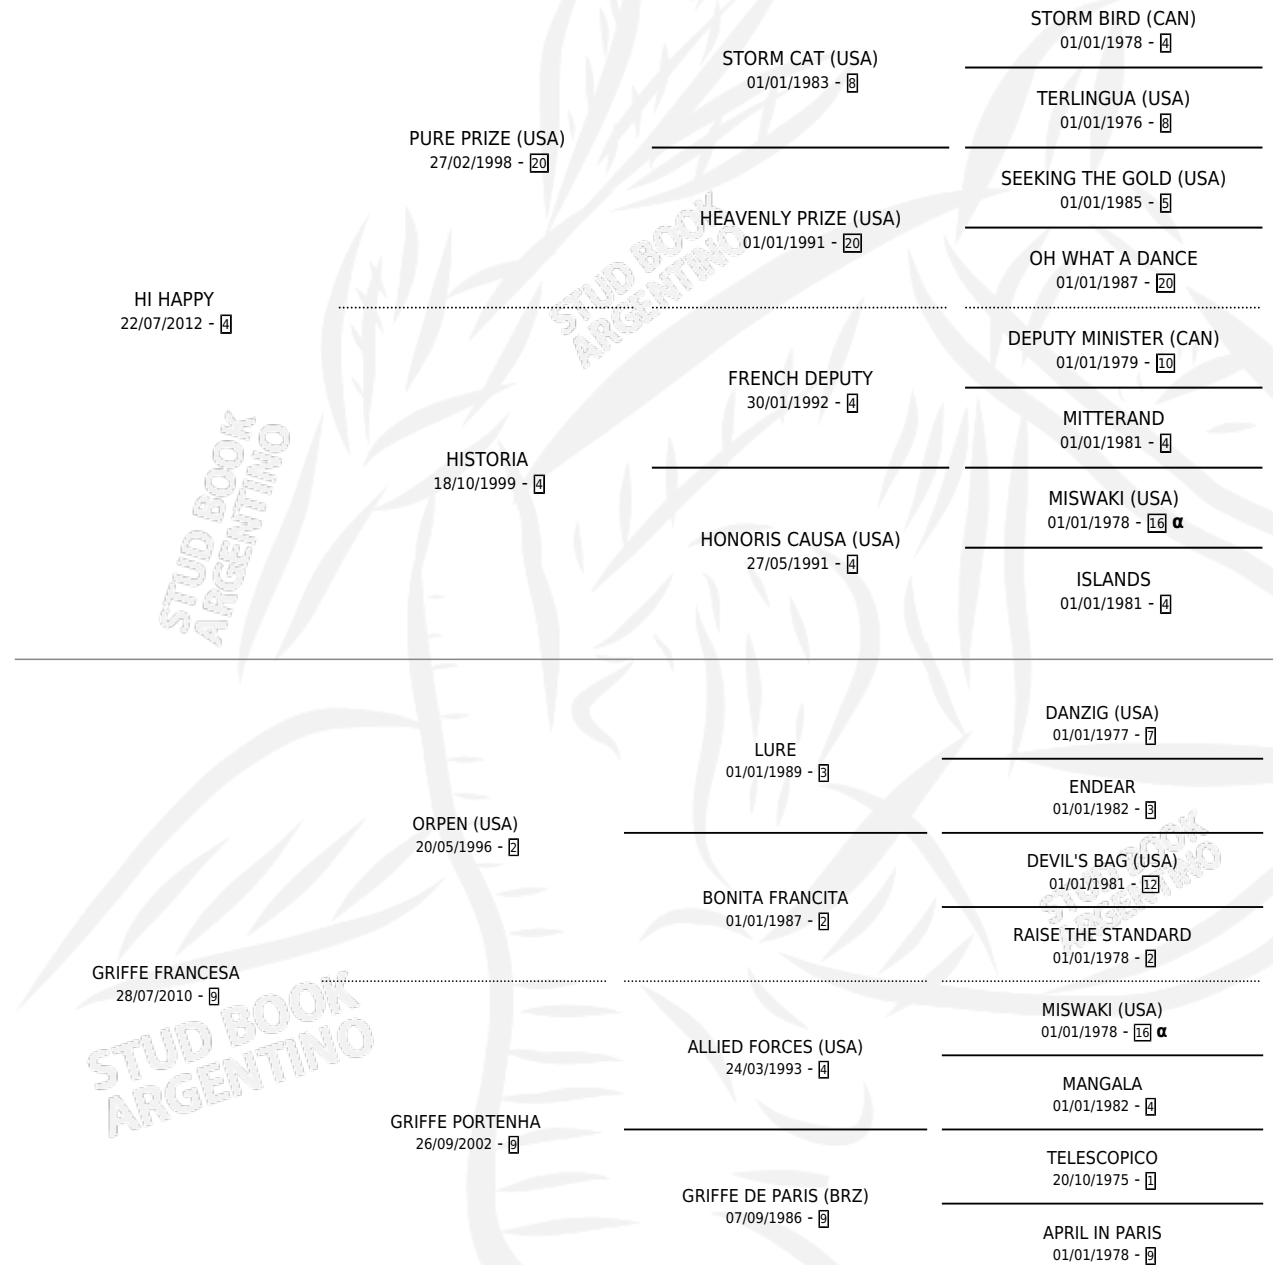 STORM BIRD (CAN)
01/01/1978 - 4
STORM CAT (USA)
01/01/1983 - 8
TERLINGUA (USA)
01/01/1976 - 8
PURE PRIZE (USA)
27/02/1998 - 20
SEEKING THE GOLD (USA)
01/01/1985 - 5
HEAVENLY PRIZE (USA)
01/01/1991 - 20
OH WHAT A DANCE
01/01/1987 - 20
HI HAPPY
22/07/2012 - 4
DEPUTY MINISTER (CAN)
01/01/1979 - 10
FRENCH DEPUTY
30/01/1992 - 4
MITTERAND
01/01/1981 - 4
HISTORIA
18/10/1999 - 4
MISWAKI (USA)
01/01/1978 - 16 α
HONORIS CAUSA (USA)
27/05/1991 - 4
ISLANDS
01/01/1981 - 4
DANZIG (USA)
01/01/1977 - 7
LURE
01/01/1989 - 3
ENDEAR
01/01/1982 - 3
ORPEN (USA)
20/05/1996 - 2
DEVIL'S BAG (USA)
01/01/1981 - 12
BONITA FRANCITA
01/01/1987 - 2
RAISE THE STANDARD
01/01/1978 - 2
GRIFFE FRANCESA
28/07/2010 - 9
MISWAKI (USA)
01/01/1978 - 16 α
ALLIED FORCES (USA)
24/03/1993 - 4
MANGALA
01/01/1982 - 4
GRIFFE PORTENHA
26/09/2002 - 9
TELESCOPICO
20/10/1975 - 1
GRIFFE DE PARIS (BRZ)
07/09/1986 - 9
APRIL IN PARIS
01/01/1978 - 9
STUD BOOK
ARGENTINO
STUD BOOK
ARGENTINO
STUD BOOK
ARGENTINO
STUD BOOK
ARGENTINO